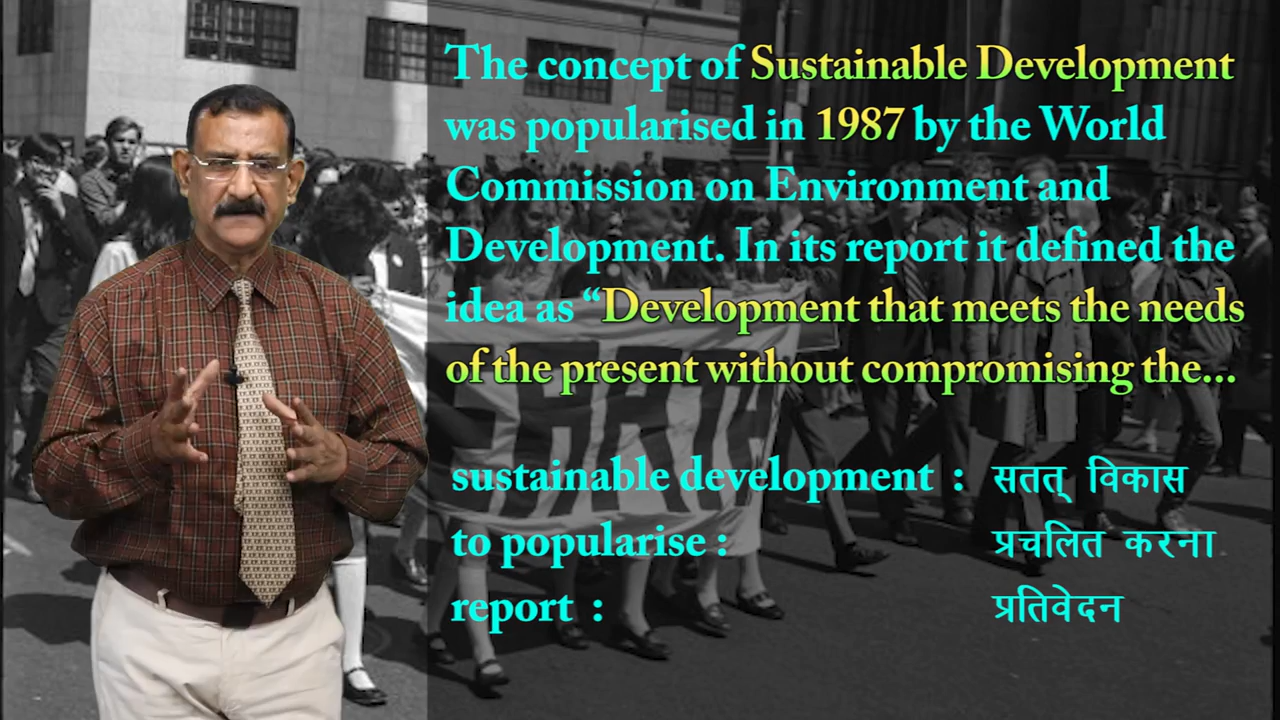 The concept of Sustainable Development
was popularised in 1987 by the World
Commission on Environment and
Development. In its report it defined the
idea as “Development that meets the needs
of the present without compromising the...
EARTH
sustainable development : सतत् विकास
to popularise : प्रचलित करना
report : प्रतिवेदन